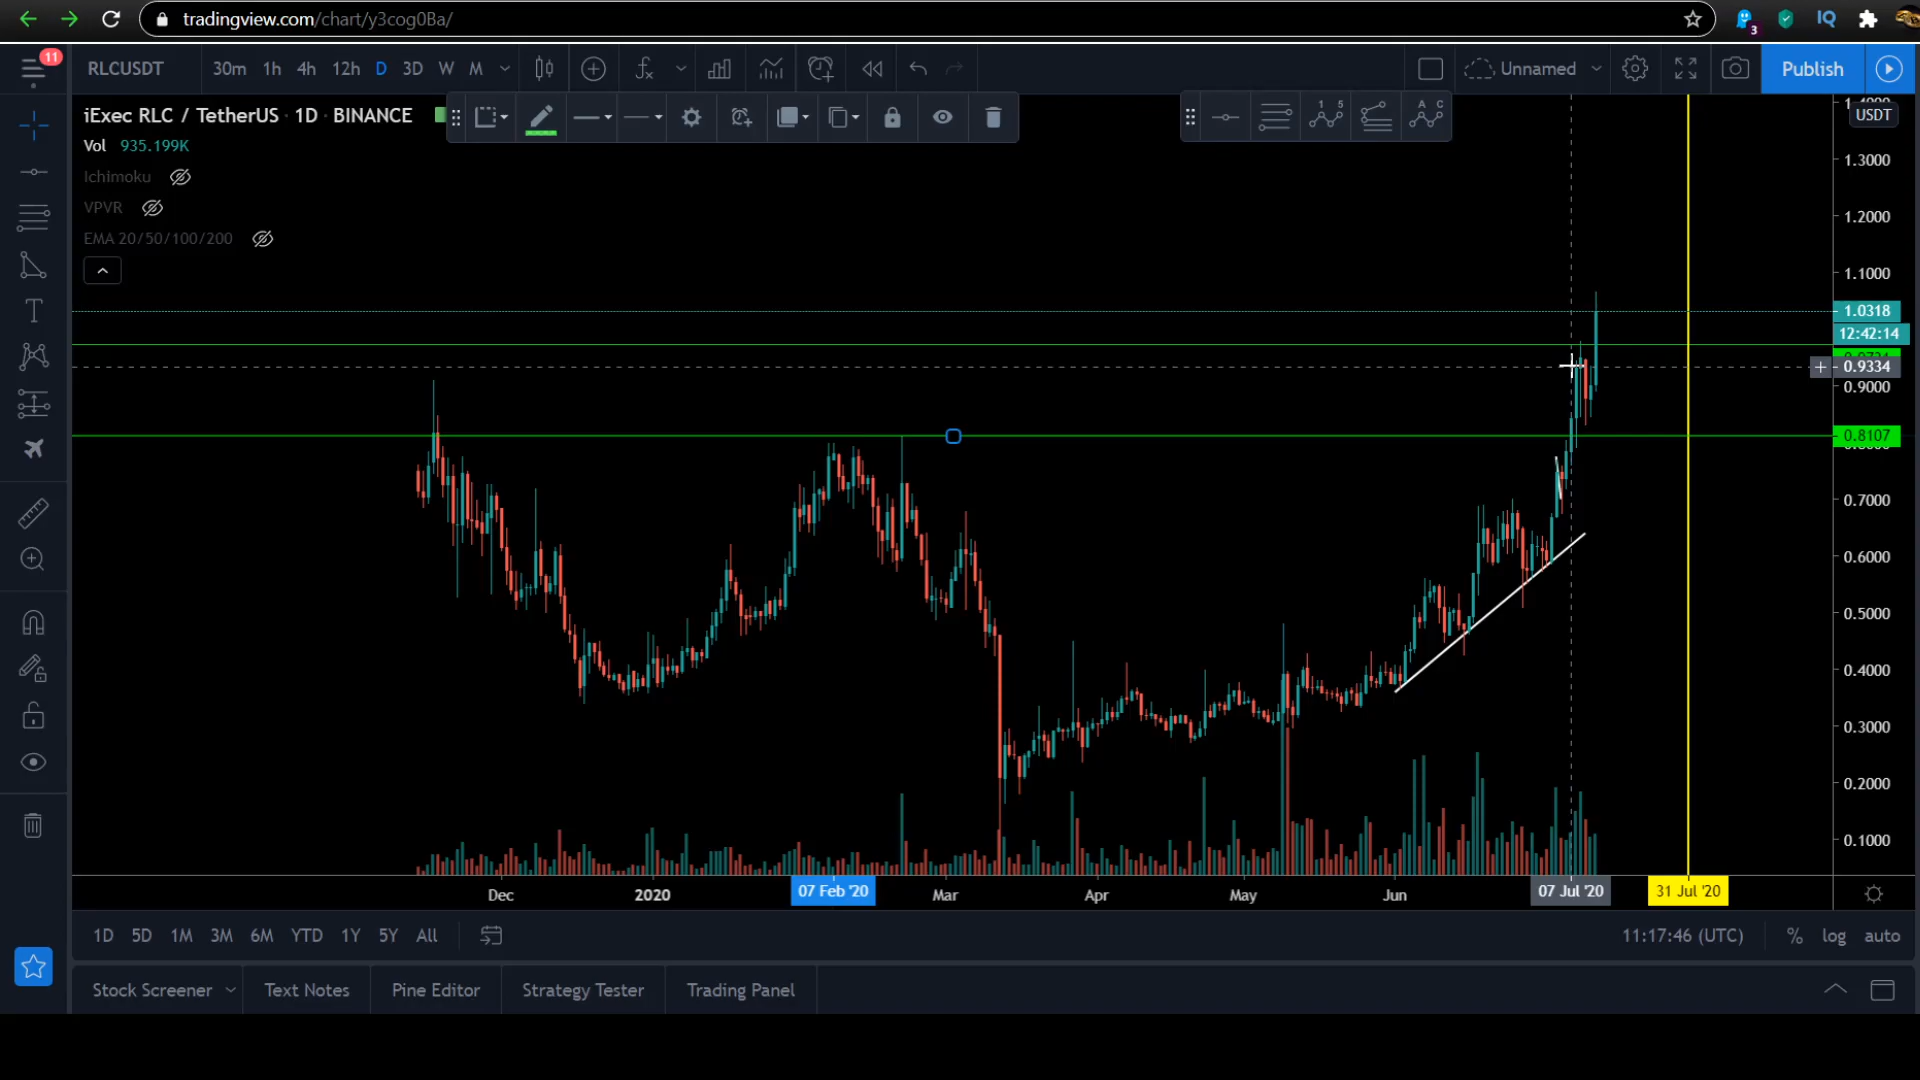 tradingview.com/chart/y3cog0Ba/
IQ
3
11
RLCUSDT
30m 1h 4h 12h D 3D W M
Unnamed
Publish
iExec RLC / TetherUS · 1D · BINANCE
Vol 935.199K
Ichimoku
VPVR
EMA 20/50/100/200
1 5
A C
USDT
1.3000
1.2000
1.1000
1.0318
12:42:14
0.9334
0.9000
0.8107
0.7000
0.6000
0.5000
0.4000
0.3000
0.2000
0.1000
Dec 2020 07 Feb '20 Mar Apr May Jun 07 Jul '20 31 Jul '20
1D 5D 1M 3M 6M YTD 1Y 5Y All
11:17:46 (UTC) % log auto
Stock Screener Text Notes Pine Editor Strategy Tester Trading Panel